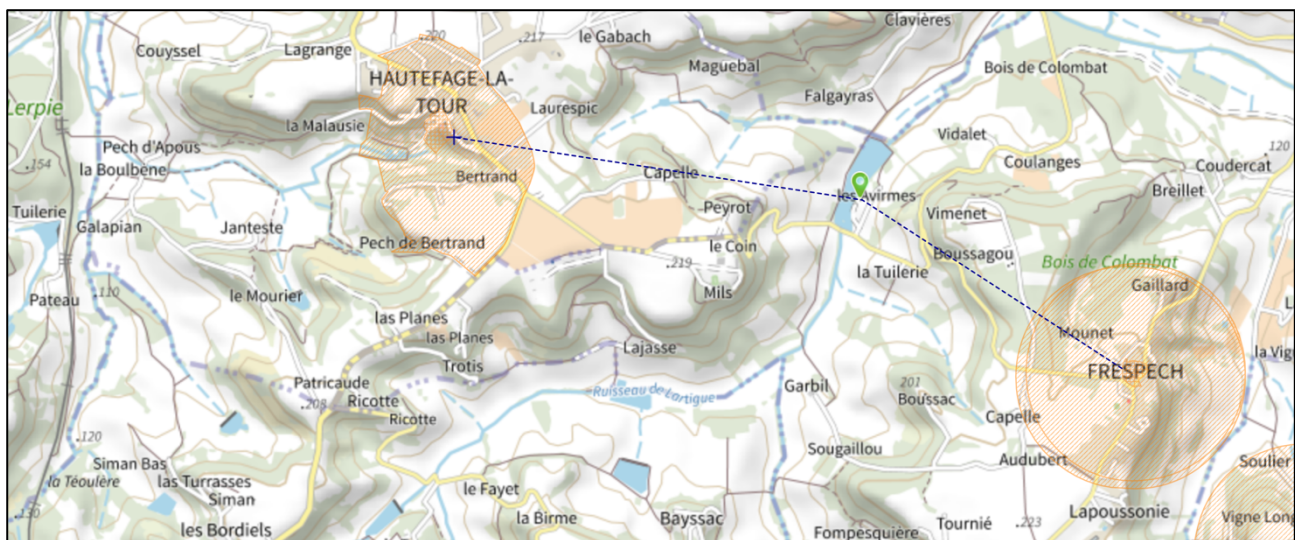 Clavières
.220
.217
le Gabach
Couyssel
Lagrange
Maguebal
Bois de Colombat
HAUTEFAGE-LA-
TOUR
Falgayras
Lerpie
Laurespic
la Malausie
Vidalet
Pech d'Apous
120
.154
la Boulbène
Coulanges
Coudercat
Bertrand
Capelle
Breillet
les Avirmes
Tuilerie
Galapian
Janteste
Peyrot
Vimenet
Pech de Bertrand
le Coin
Boussagou
.219
la Tuilerie
Bois de Colombat
Gaillard
Pateau
.110
le Mourier
Mils
las Planes
las Planes
Mounet
Lajasse
la Vig
Trotis
FRESPECH
Patricaude
Ricotte
.208
Ruisseau de Lartigue
Garbil
201
Boussac
Ricotte
Capelle
.120
Sougaillou
Siman Bas
Audubert
Soulier
la Téoulère
las Turrasses
le Fayet
Siman
.136
la Birme
Bayssac
Lapoussonie
Vigne Long
les Bordiels
Fompesquière
Tournié
.223